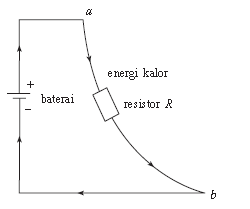 a
energi kalor
+
baterai
resistor R
−
b